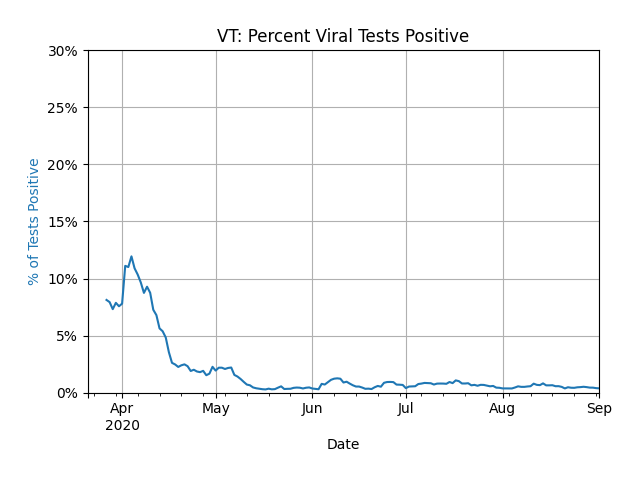 VT: Percent Viral Tests Positive
30%
25%
20%
15%
10%
5%
0%
% of Tests Positive
Apr May Jun Jul Aug Sep
2020
Date